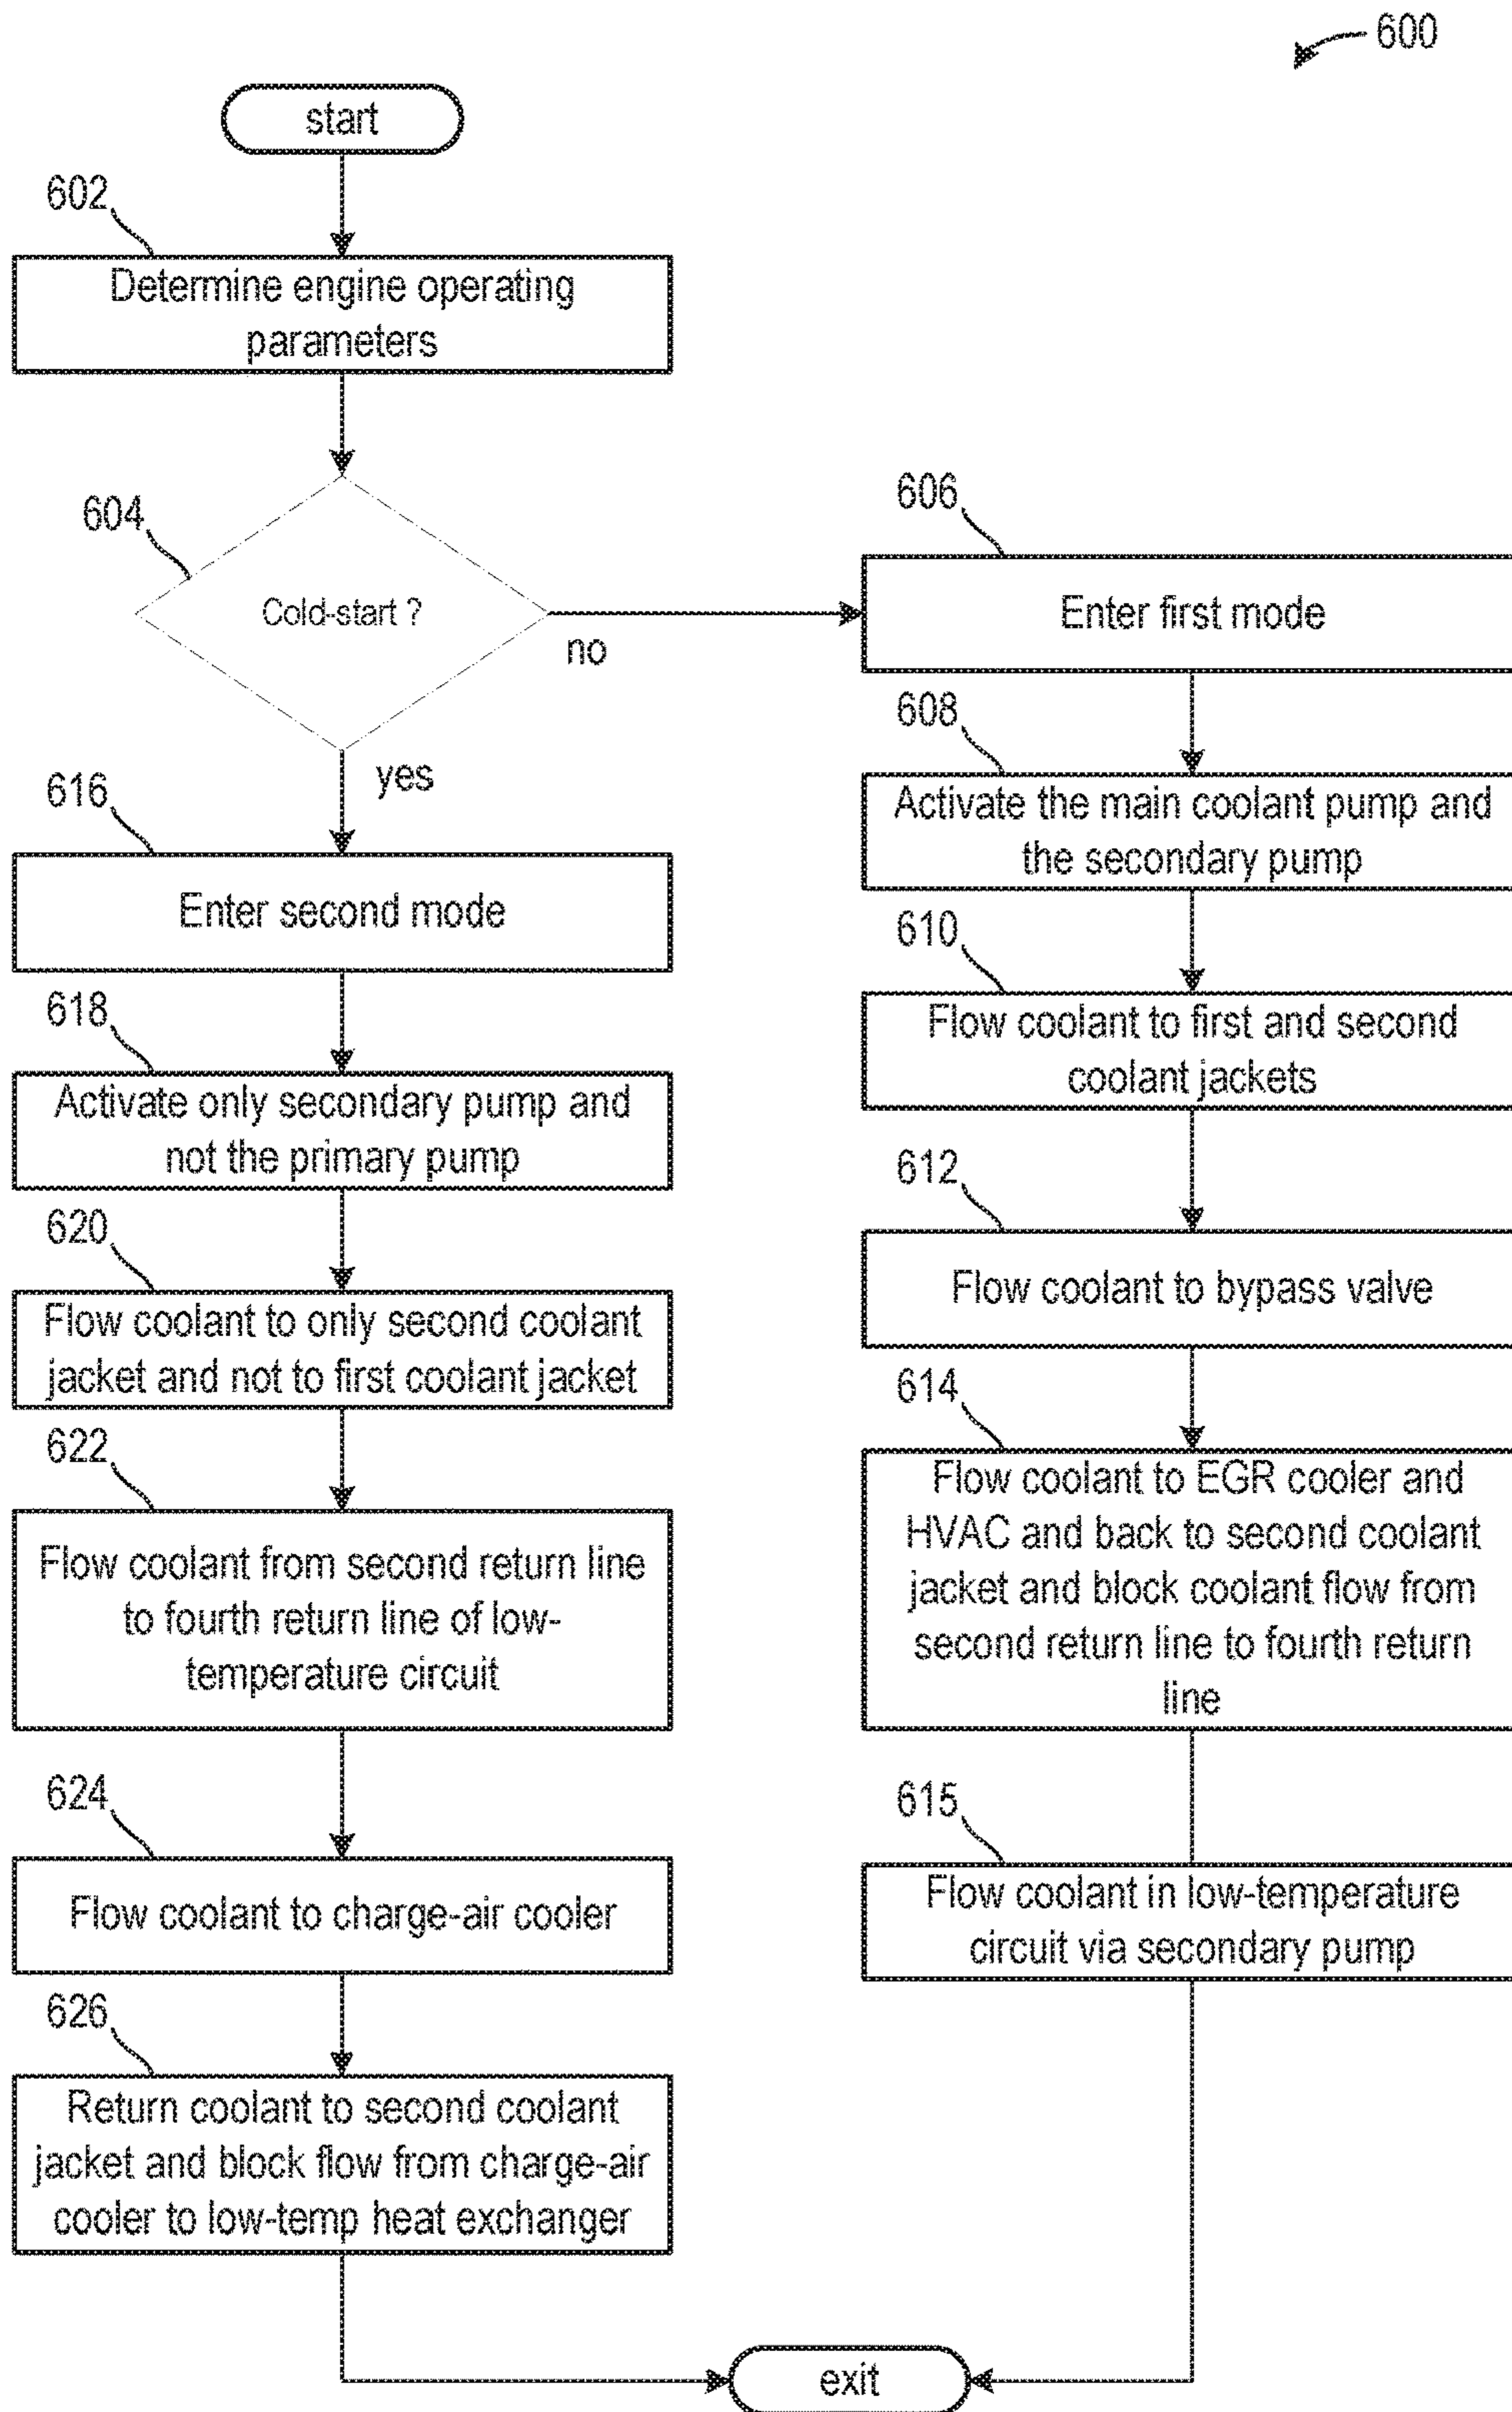 600
start
602
Determine engine operating
parameters
604
Cold-start ?
no
yes
606
Enter first mode
608
Activate the main coolant pump and
the secondary pump
610
Flow coolant to first and second
coolant jackets
612
Flow coolant to bypass valve
614
Flow coolant to EGR cooler and
HVAC and back to second coolant
jacket and block coolant flow from
second return line to fourth return
line
615
Flow coolant in low-temperature
circuit via secondary pump
616
Enter second mode
618
Activate only secondary pump and
not the primary pump
620
Flow coolant to only second coolant
jacket and not to first coolant jacket
622
Flow coolant from second return line
to fourth return line of low-
temperature circuit
624
Flow coolant to charge-air cooler
626
Return coolant to second coolant
jacket and block flow from charge-air
cooler to low-temp heat exchanger
exit